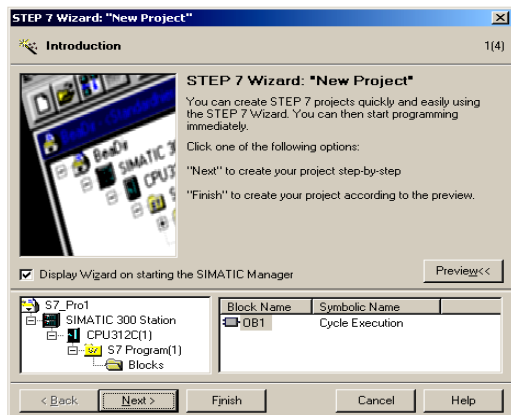 STEP 7 Wizard: "New Project"
Introduction
1(4)
STEP 7 Wizard: "New Project"
You can create STEP 7 projects quickly and easily using
the STEP 7 Wizard. You can then start programming
immediately.
Click one of the following options:
"Next" to create your project step-by-step
"Finish" to create your project according to the preview.
SIMATIC 3
CPU3
Display Wizard on starting the SIMATIC Manager
Preview<<
S7_Pro1
SIMATIC 300 Station
CPU312C(1)
S7 Program(1)
Blocks
Block Name Symbolic Name
OB1 Cycle Execution
< Back
Next >
Finish
Cancel
Help